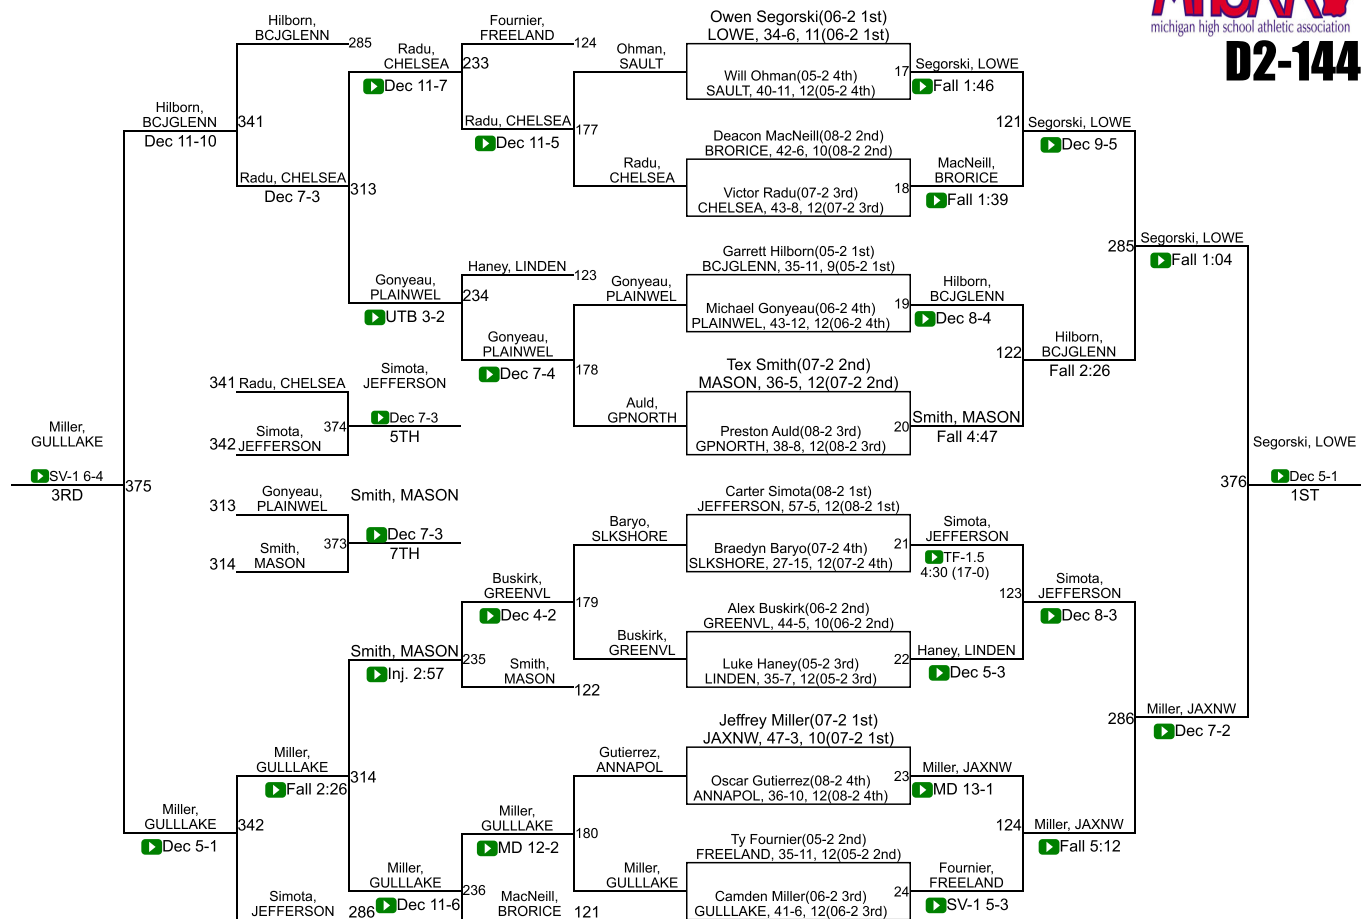 MHSAA
michigan high school athletic association
D2-144
Hilborn,
BCJGLENN
285
Radu,
CHELSEA
Dec 11-7
Fournier,
FREELAND
124
233
Ohman,
SAULT
Owen Segorski(06-2 1st)
LOWE, 34-6, 11(06-2 1st)
Will Ohman(05-2 4th)
SAULT, 40-11, 12(05-2 4th)
17
Segorski, LOWE
Fall 1:46
Hilborn,
BCJGLENN
Dec 11-10
341
Radu, CHELSEA
Dec 11-5
177
Deacon MacNeill(08-2 2nd)
BRORICE, 42-6, 10(08-2 2nd)
121
Segorski, LOWE
Dec 9-5
Radu, CHELSEA
Dec 7-3
313
Radu,
CHELSEA
Victor Radu(07-2 3rd)
CHELSEA, 43-8, 12(07-2 3rd)
18
MacNeill,
BRORICE
Fall 1:39
Gonyeau,
PLAINWEL
UTB 3-2
Haney, LINDEN
123
234
Gonyeau,
PLAINWEL
Garrett Hilborn(05-2 1st)
BCJGLENN, 35-11, 9(05-2 1st)
Michael Gonyeau(06-2 4th)
PLAINWEL, 43-12, 12(06-2 4th)
19
Hilborn,
BCJGLENN
Dec 8-4
285
Segorski, LOWE
Fall 1:04
Gonyeau,
PLAINWEL
Dec 7-4
178
Tex Smith(07-2 2nd)
MASON, 36-5, 12(07-2 2nd)
122
Hilborn,
BCJGLENN
Fall 2:26
341
Radu, CHELSEA
Simota,
JEFFERSON
Dec 7-3
5TH
374
342
Simota,
JEFFERSON
Auld,
GPNORTH
Preston Auld(08-2 3rd)
GPNORTH, 38-8, 12(08-2 3rd)
20
Smith, MASON
Fall 4:47
Miller,
GULLLAKE
SV-1 6-4
3RD
375
376
Segorski, LOWE
Dec 5-1
1ST
313
Gonyeau,
PLAINWEL
Smith, MASON
Dec 7-3
7TH
373
314
Smith,
MASON
Baryo,
SLKSHORE
Carter Simota(08-2 1st)
JEFFERSON, 57-5, 12(08-2 1st)
Braedyn Baryo(07-2 4th)
SLKSHORE, 27-15, 12(07-2 4th)
21
Simota,
JEFFERSON
TF-1.5
4:30 (17-0)
Buskirk,
GREENVL
Dec 4-2
179
Alex Buskirk(06-2 2nd)
GREENVL, 44-5, 10(06-2 2nd)
123
Simota,
JEFFERSON
Dec 8-3
Smith, MASON
Inj. 2:57
235
Smith,
MASON
122
Buskirk,
GREENVL
Luke Haney(05-2 3rd)
LINDEN, 35-7, 12(05-2 3rd)
22
Haney, LINDEN
Dec 5-3
286
Miller, JAXNW
Dec 7-2
Miller,
GULLLAKE
Fall 2:26
314
Gutierrez,
ANNAPOL
Jeffrey Miller(07-2 1st)
JAXNW, 47-3, 10(07-2 1st)
Oscar Gutierrez(08-2 4th)
ANNAPOL, 36-10, 12(08-2 4th)
23
Miller, JAXNW
MD 13-1
Miller,
GULLLAKE
Dec 5-1
342
Miller,
GULLLAKE
MD 12-2
180
Ty Fournier(05-2 2nd)
FREELAND, 35-11, 12(05-2 2nd)
124
Miller, JAXNW
Fall 5:12
Simota,
JEFFERSON
286
Miller,
GULLLAKE
Dec 11-6
236
MacNeill,
BRORICE
121
Miller,
GULLLAKE
Camden Miller(06-2 3rd)
GULLLAKE, 41-6, 12(06-2 3rd)
24
Fournier,
FREELAND
SV-1 5-3